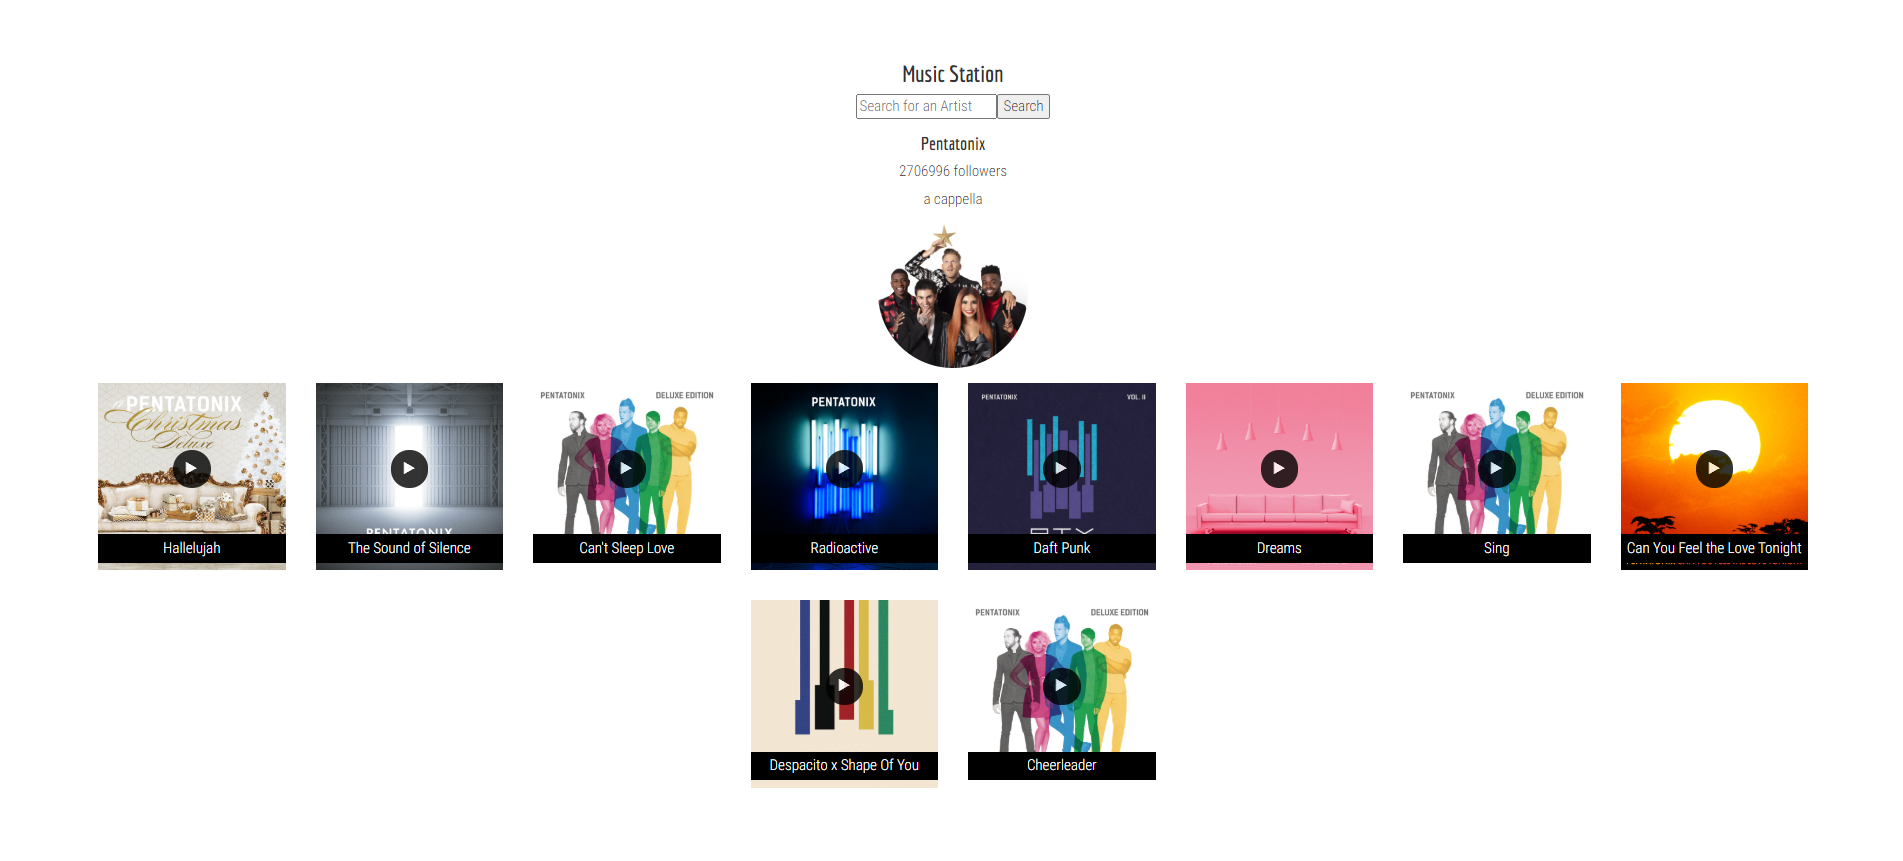 Music Station
Search for an Artist
Search
Pentatonix
2706996 followers
a cappella
PENTATONIX
Christmas
Deluxe
PENTATONIX
PENTATONIX DELUXE EDITION
PENTATONIX
PENTATONIX VOL. II
PTX
PENTATONIX DELUXE EDITION
Hallelujah
The Sound of Silence
Can't Sleep Love
Radioactive
Daft Punk
Dreams
Sing
Can You Feel the Love Tonight
PENTATONIX DELUXE EDITION
Despacito x Shape Of You
Cheerleader